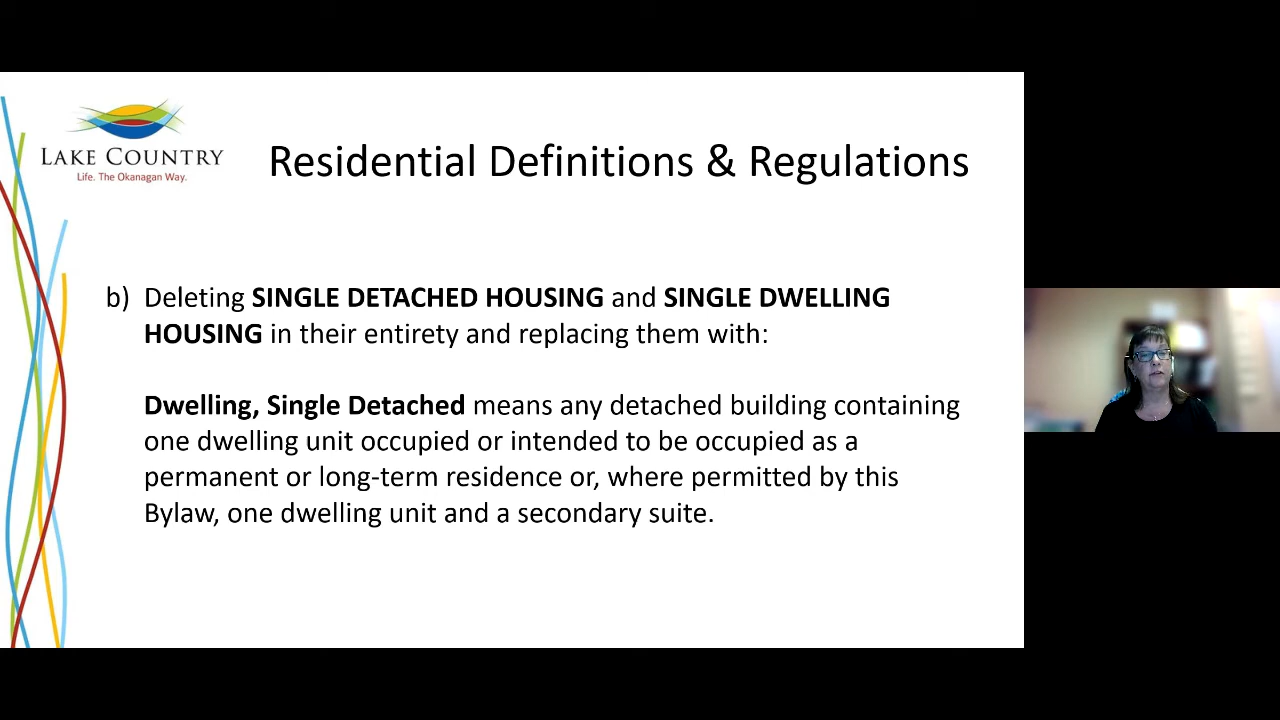 LAKE COUNTRY
Life. The Okanagan Way.
Residential Definitions & Regulations
b) Deleting SINGLE DETACHED HOUSING and SINGLE DWELLING
HOUSING in their entirety and replacing them with:
Dwelling, Single Detached means any detached building containing
one dwelling unit occupied or intended to be occupied as a
permanent or long-term residence or, where permitted by this
Bylaw, one dwelling unit and a secondary suite.